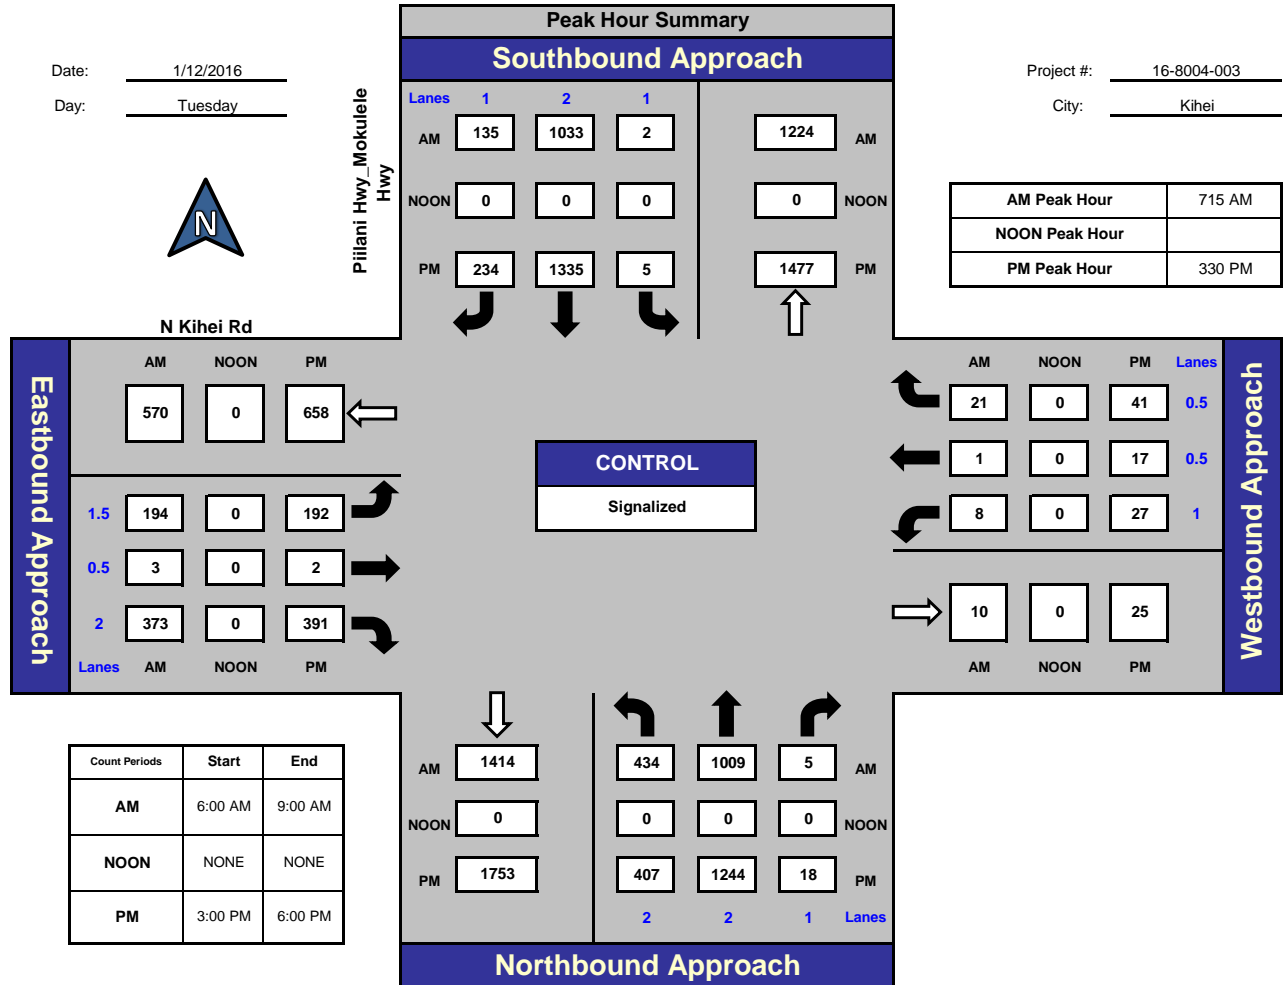 Peak Hour Summary
Southbound Approach
Date: 1/12/2016
Day: Tuesday
Project #: 16-8004-003
City: Kihei
Piilani Hwy_Mokulele
Hwy
N
Lanes 1 2 1
AM 135 1033 2 1224 AM
NOON 0 0 0 0 NOON
PM 234 1335 5 1477 PM
AM Peak Hour 715 AM
NOON Peak Hour
PM Peak Hour 330 PM
N Kihei Rd
Eastbound Approach
AM NOON PM
570 0 658
1.5 194 0 192
0.5 3 0 2
2 373 0 391
Lanes AM NOON PM
CONTROL
Signalized
AM NOON PM Lanes
21 0 41 0.5
1 0 17 0.5
8 0 27 1
10 0 25
AM NOON PM
Westbound Approach
Count Periods Start End
AM 6:00 AM 9:00 AM
NOON NONE NONE
PM 3:00 PM 6:00 PM
AM 1414 434 1009 5 AM
NOON 0 0 0 0 NOON
PM 1753 407 1244 18 PM
2 2 1 Lanes
Northbound Approach